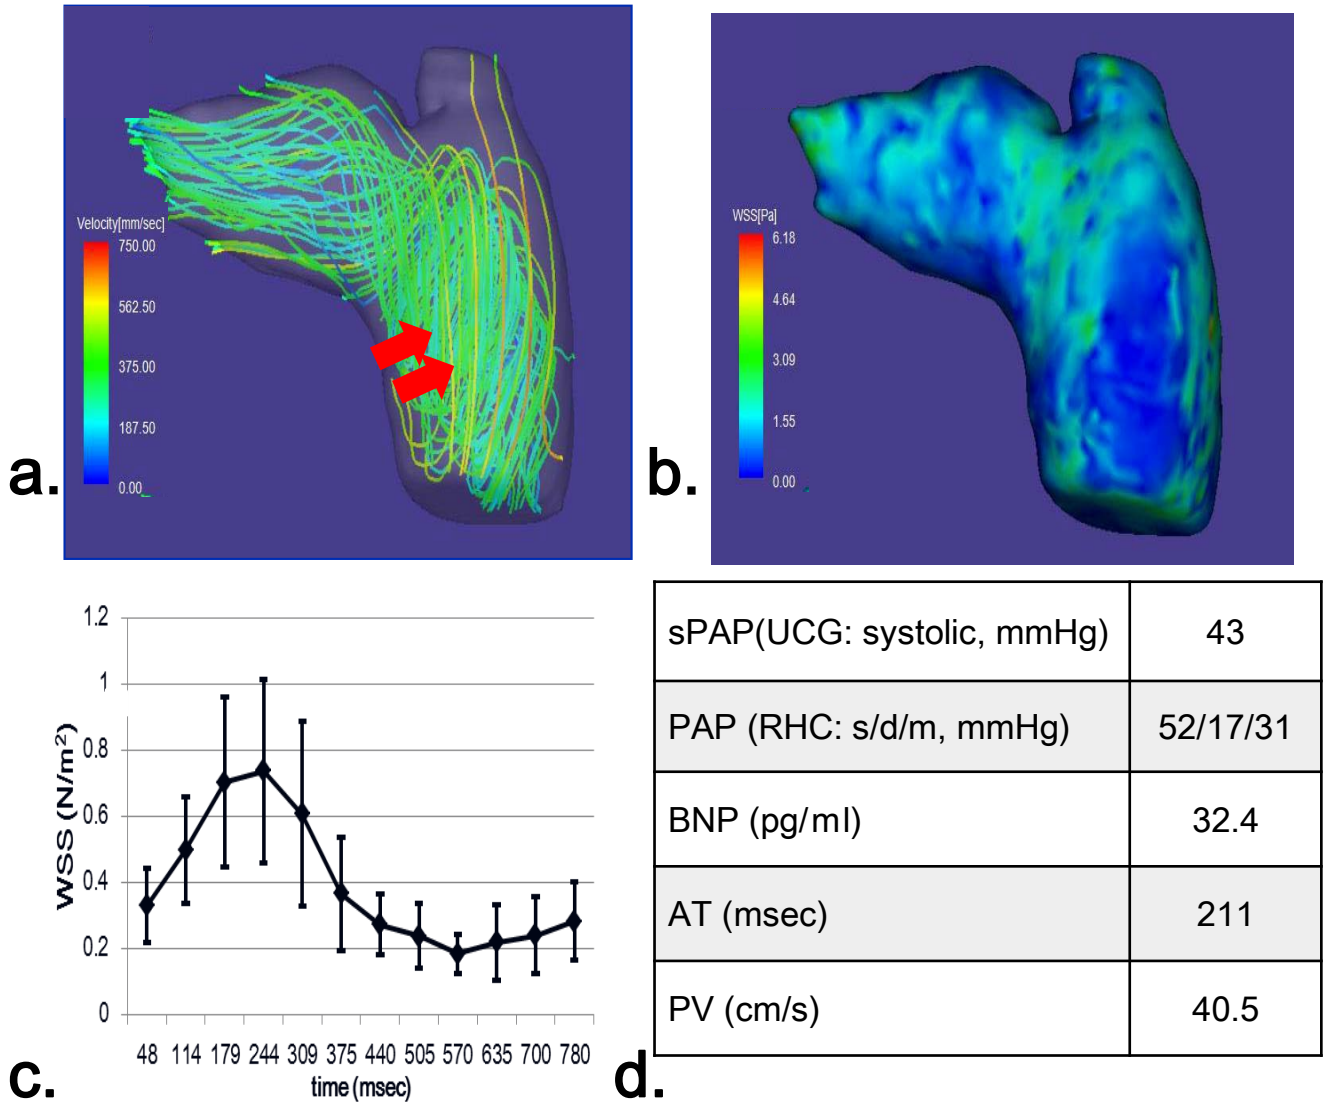 Velocity[mm/sec]
750.00
562.50
375.00
187.50
0.00
a.
WSS[Pa]
6.18
4.64
3.09
1.55
0.00
b.
WSS (N/m²)
1.2
1
0.8
0.6
0.4
0.2
0
48 114 179 244 309 375 440 505 570 635 700 780
time (msec)
c.
sPAP(UCG: systolic, mmHg) 43
PAP (RHC: s/d/m, mmHg) 52/17/31
BNP (pg/ml) 32.4
AT (msec) 211
PV (cm/s) 40.5
d.